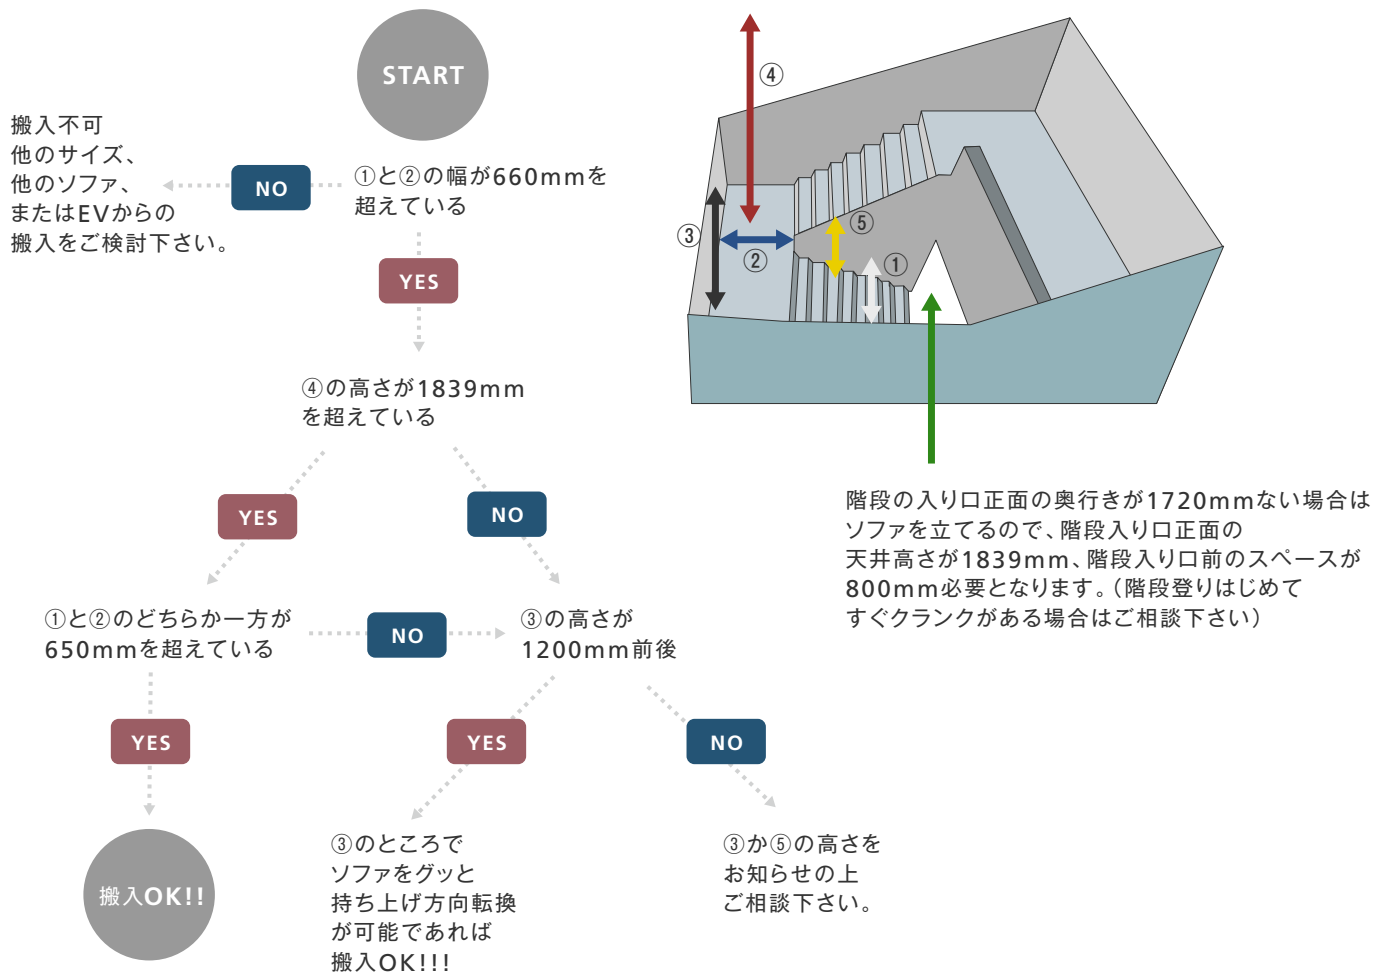 START
搬入不可
他のサイズ、
他のソファ、
またはEVからの
搬入をご検討下さい。
NO
①と②の幅が660mmを
超えている
YES
④の高さが1839mm
を超えている
YES
NO
①と②のどちらか一方が
650mmを超えている
NO
③の高さが
1200mm前後
YES
YES
NO
搬入OK!!
③のところで
ソファをグッと
持ち上げ方向転換
が可能であれば
搬入OK!!!
③か⑤の高さを
お知らせの上
ご相談下さい。
④
③
②
⑤
①
階段の入り口正面の奥行きが1720mmない場合は
ソファを立てるので、階段入り口正面の
天井高さが1839mm、階段入り口前のスペースが
800mm必要となります。（階段登りはじめて
すぐクランクがある場合はご相談下さい）